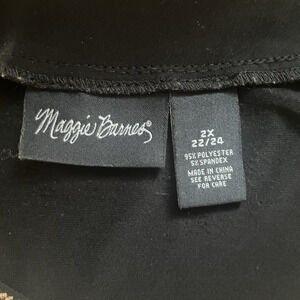 Maggie Barnes®
2X
22/24
95% POLYESTER
5% SPANDEX
MADE IN CHINA
SEE REVERSE
FOR CARE